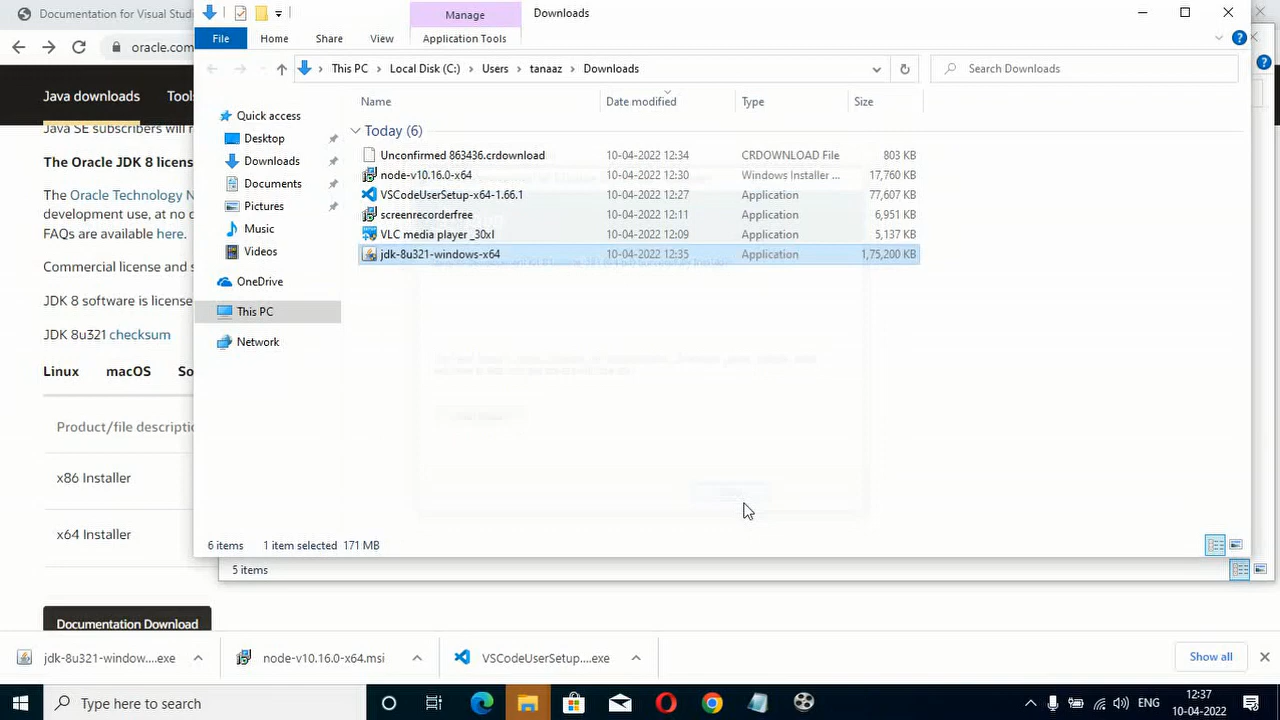 Documentation for Visual Studi
Manage
Downloads
File
Home
Share
View
Application Tools
oracle.com
This PC
Local Disk (C:)
Users
tanaaz
Downloads
Search Downloads
Java downloads
Tools
Name
Date modified
Type
Size
Java SE subscribers will
Today (6)
The Oracle JDK 8 licens
The Oracle Technology N
development use, at no
FAQs are available here.
Commercial license and s
JDK 8 software is license
JDK 8u321 checksum
Linux
macOS
So
Product/file descripti
x86 Installer
x64 Installer
Documentation Download
Quick access
Desktop
Downloads
Documents
Pictures
Music
Videos
OneDrive
This PC
Network
Unconfirmed 863436.crdownload 10-04-2022 12:34 CRDOWNLOAD File 803 KB
node-v10.16.0-x64 10-04-2022 12:30 Windows Installer ... 17,760 KB
VSCodeUserSetup-x64-1.66.1 10-04-2022 12:27 Application 77,607 KB
screenrecorderfree 10-04-2022 12:11 Application 6,951 KB
VLC media player _30xl 10-04-2022 12:09 Application 5,137 KB
jdk-8u321-windows-x64 10-04-2022 12:35 Application 1,75,200 KB
6 items
1 item selected 171 MB
5 items
jdk-8u321-window....exe
node-v10.16.0-x64.msi
VSCodeUserSetup....exe
Show all
Type here to search
ENG
12:37
10-04-2022